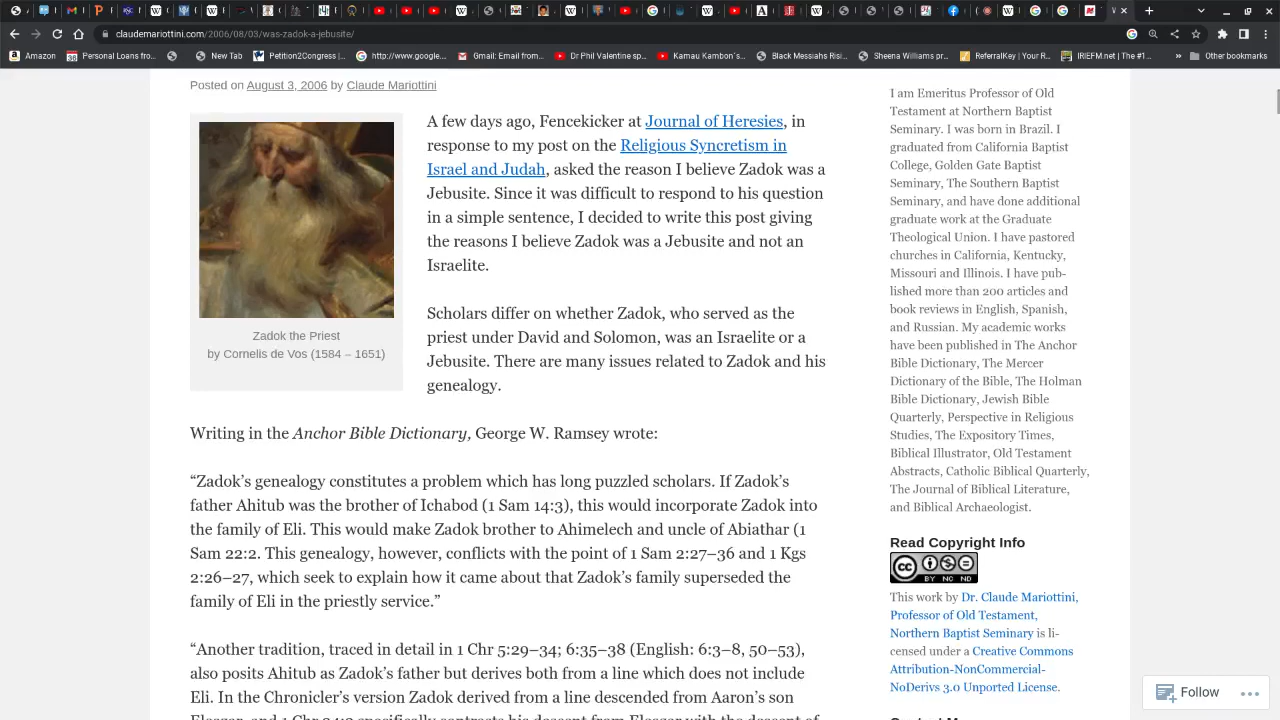 claudemariottini.com/2006/08/03/was-zadok-a-jebusite/
Amazon
Personal Loans fro...
New Tab
Petition2Congress |...
http://www.google...
Gmail: Email from...
Dr Phil Valentine sp...
Kamau Kambon`s...
Black Messiahs Risi...
Sheena Williams pr...
ReferralKey | Your R...
IRIEFM.net | The #1...
»
Other bookmarks
Posted on August 3, 2006 by Claude Mariottini
Zadok the Priest
by Cornelis de Vos (1584 – 1651)
A few days ago, Fencekicker at Journal of Heresies, in
response to my post on the Religious Syncretism in
Israel and Judah, asked the reason I believe Zadok was a
Jebusite. Since it was difficult to respond to his question
in a simple sentence, I decided to write this post giving
the reasons I believe Zadok was a Jebusite and not an
Israelite.
Scholars differ on whether Zadok, who served as the
priest under David and Solomon, was an Israelite or a
Jebusite. There are many issues related to Zadok and his
genealogy.
Writing in the Anchor Bible Dictionary, George W. Ramsey wrote:
“Zadok’s genealogy constitutes a problem which has long puzzled scholars. If Zadok’s
father Ahitub was the brother of Ichabod (1 Sam 14:3), this would incorporate Zadok into
the family of Eli. This would make Zadok brother to Ahimelech and uncle of Abiathar (1
Sam 22:2. This genealogy, however, conflicts with the point of 1 Sam 2:27–36 and 1 Kgs
2:26–27, which seek to explain how it came about that Zadok’s family superseded the
family of Eli in the priestly service.”
“Another tradition, traced in detail in 1 Chr 5:29–34; 6:35–38 (English: 6:3–8, 50–53),
also posits Ahitub as Zadok’s father but derives both from a line which does not include
Eli. In the Chronicler’s version Zadok derived from a line descended from Aaron’s son
I am Emeritus Professor of Old
Testament at Northern Baptist
Seminary. I was born in Brazil. I
graduated from California Baptist
College, Golden Gate Baptist
Seminary, The Southern Baptist
Seminary, and have done additional
graduate work at the Graduate
Theological Union. I have pastored
churches in California, Kentucky,
Missouri and Illinois. I have pub-
lished more than 200 articles and
book reviews in English, Spanish,
and Russian. My academic works
have been published in The Anchor
Bible Dictionary, The Mercer
Dictionary of the Bible, The Holman
Bible Dictionary, Jewish Bible
Quarterly, Perspective in Religious
Studies, The Expository Times,
Biblical Illustrator, Old Testament
Abstracts, Catholic Biblical Quarterly,
The Journal of Biblical Literature,
and Biblical Archaeologist.
Read Copyright Info
cc BY NC ND
This work by Dr. Claude Mariottini,
Professor of Old Testament,
Northern Baptist Seminary is li-
censed under a Creative Commons
Attribution-NonCommercial-
NoDerivs 3.0 Unported License.
Follow